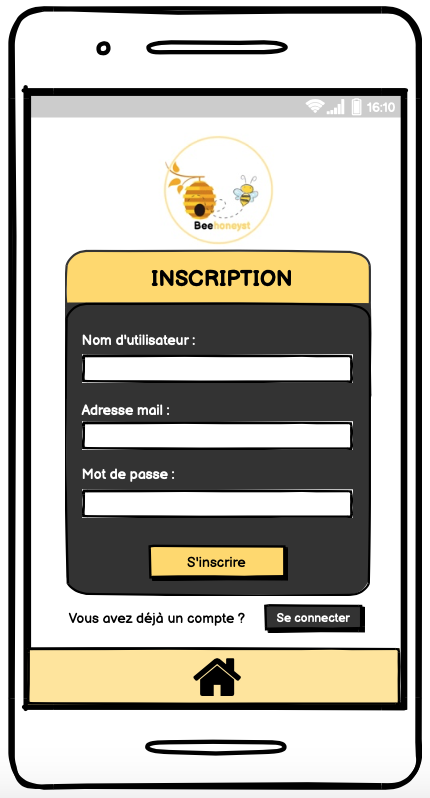 16:10
Beehoneyst
INSCRIPTION
Nom d'utilisateur :
Adresse mail :
Mot de passe :
S'inscrire
Vous avez déjà un compte ? Se connecter